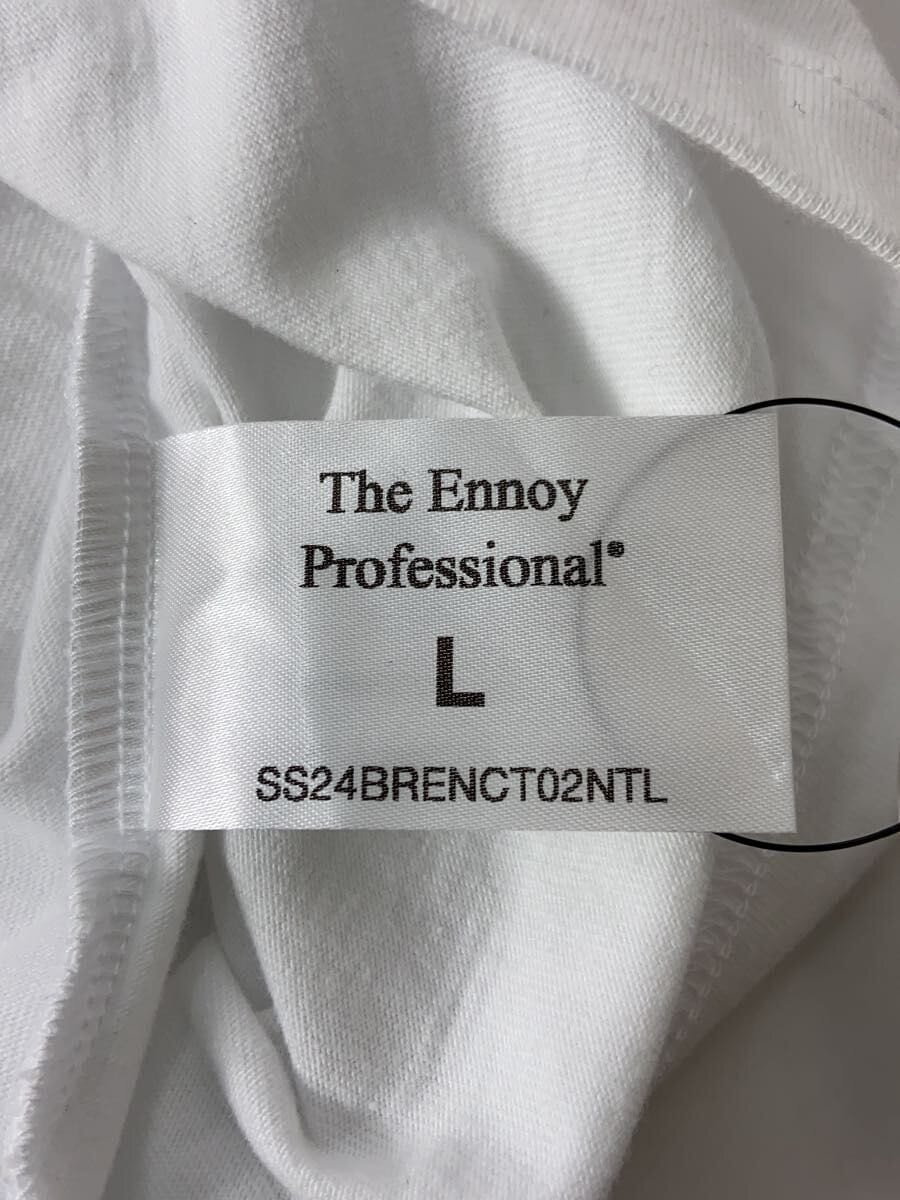 The Ennoy
Professional®
L
SS24BRENCT02NTL